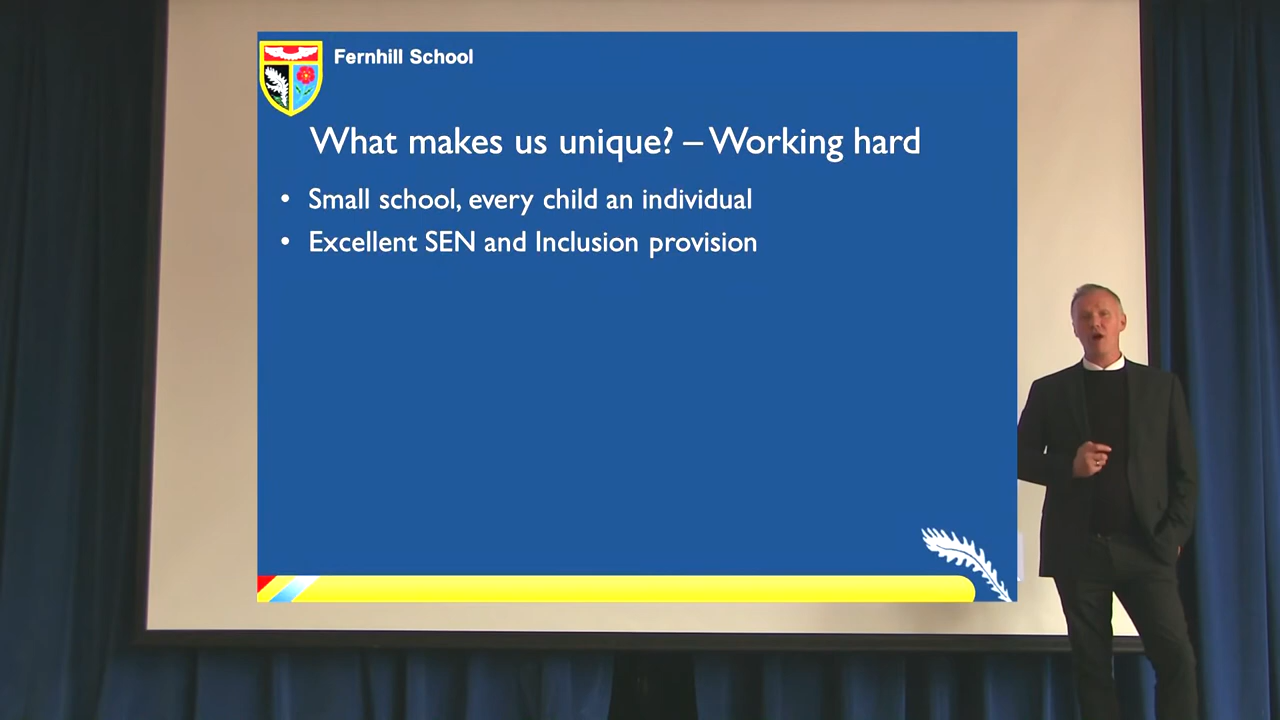 Fernhill School
What makes us unique? – Working hard
• Small school, every child an individual
• Excellent SEN and Inclusion provision